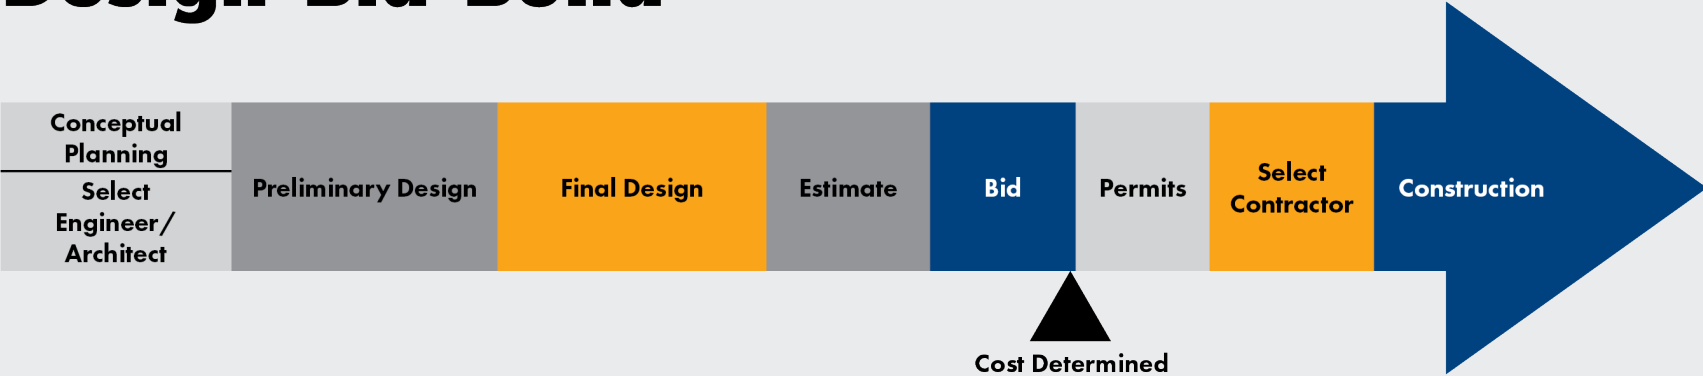 Conceptual
Planning
Select
Engineer/
Architect
Preliminary Design
Final Design
Estimate
Bid
Permits
Select
Contractor
Construction
Cost Determined